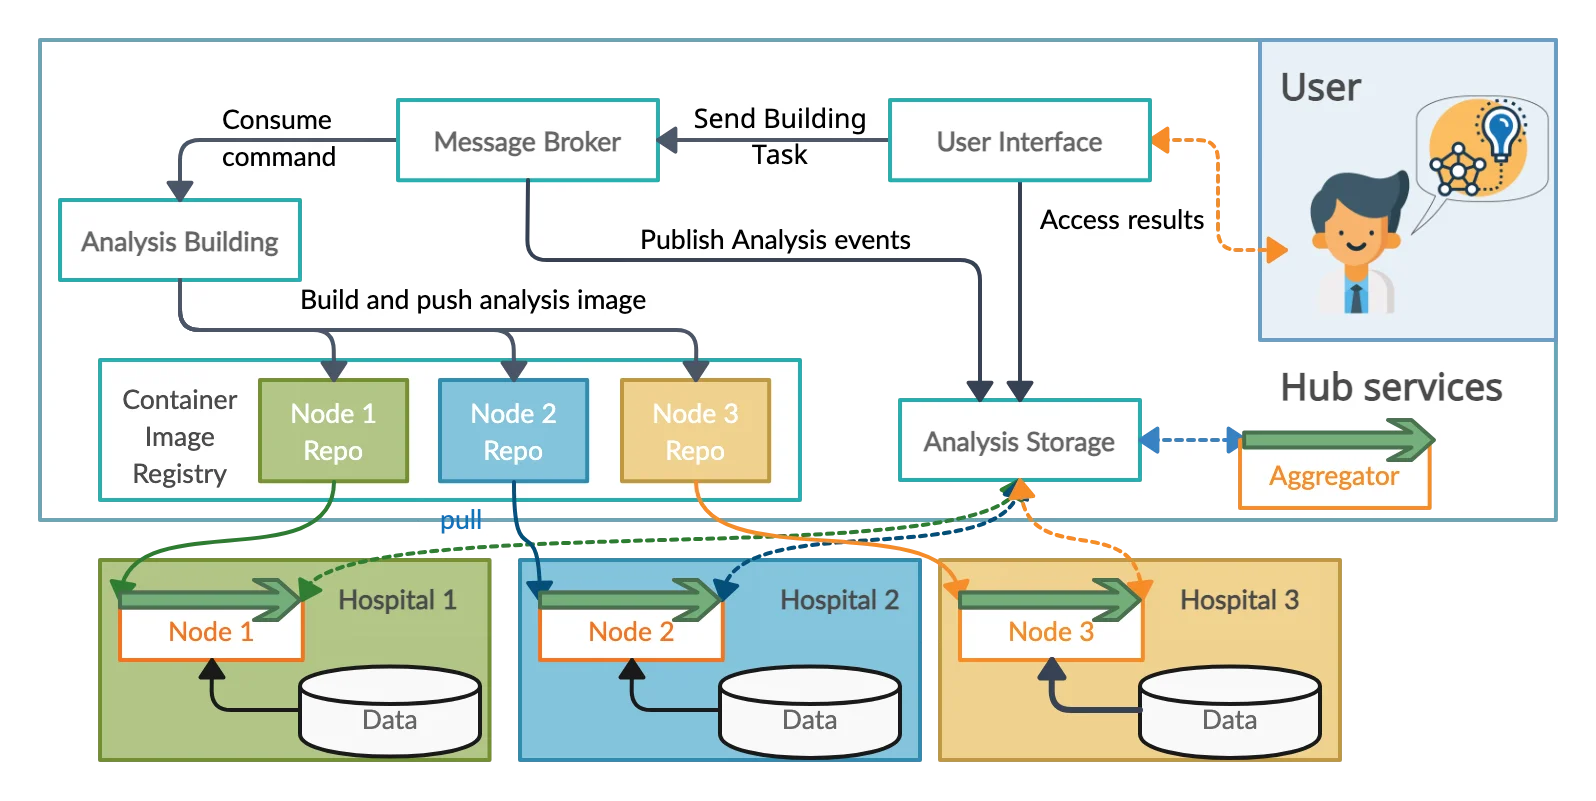 User
Consume
command
Message Broker
Send Building
Task
User Interface
Analysis Building
Publish Analysis events
Access results
Build and push analysis image
Container
Image
Registry
Node 1
Repo
Node 2
Repo
Node 3
Repo
Analysis Storage
Hub services
Aggregator
pull
Hospital 1
Node 1
Data
Hospital 2
Node 2
Data
Hospital 3
Node 3
Data